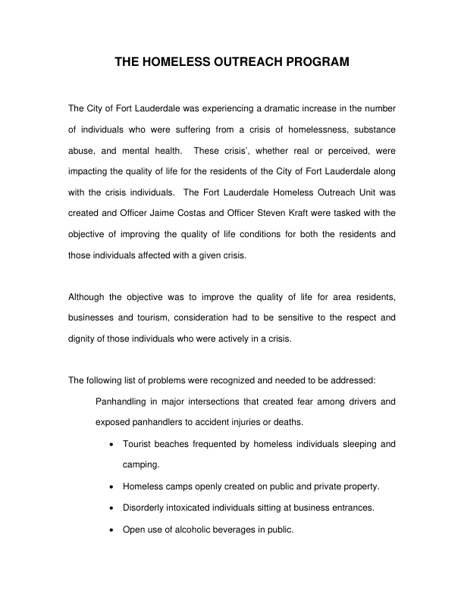 THE HOMELESS OUTREACH PROGRAM
The City of Fort Lauderdale was experiencing a dramatic increase in the number
of individuals who were suffering from a crisis of homelessness, substance
abuse, and mental health. These crisis', whether real or perceived, were
impacting the quality of life for the residents of the City of Fort Lauderdale along
with the crisis individuals. The Fort Lauderdale Homeless Outreach Unit was
created and Officer Jaime Costas and Officer Steven Kraft were tasked with the
objective of improving the quality of life conditions for both the residents and
those individuals affected with a given crisis.
Although the objective was to improve the quality of life for area residents,
businesses and tourism, consideration had to be sensitive to the respect and
dignity of those individuals who were actively in a crisis.
The following list of problems were recognized and needed to be addressed:
Panhandling in major intersections that created fear among drivers and
exposed panhandlers to accident injuries or deaths.
• Tourist beaches frequented by homeless individuals sleeping and
camping.
• Homeless camps openly created on public and private property.
• Disorderly intoxicated individuals sitting at business entrances.
• Open use of alcoholic beverages in public.